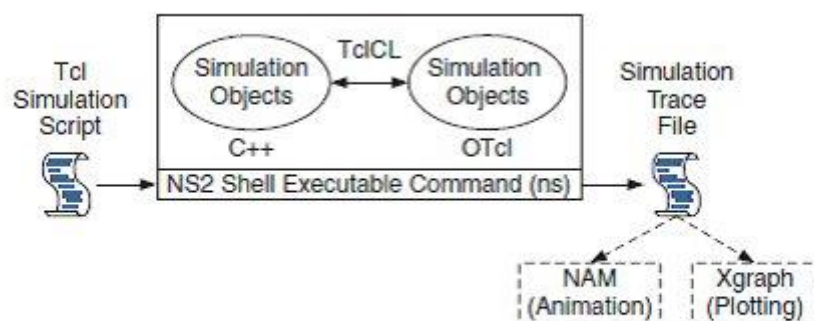 Tcl
Simulation
Script
Simulation
Objects
C++
TclCL
Simulation
Objects
OTcl
NS2 Shell Executable Command (ns)
Simulation
Trace
File
NAM
(Animation)
Xgraph
(Plotting)